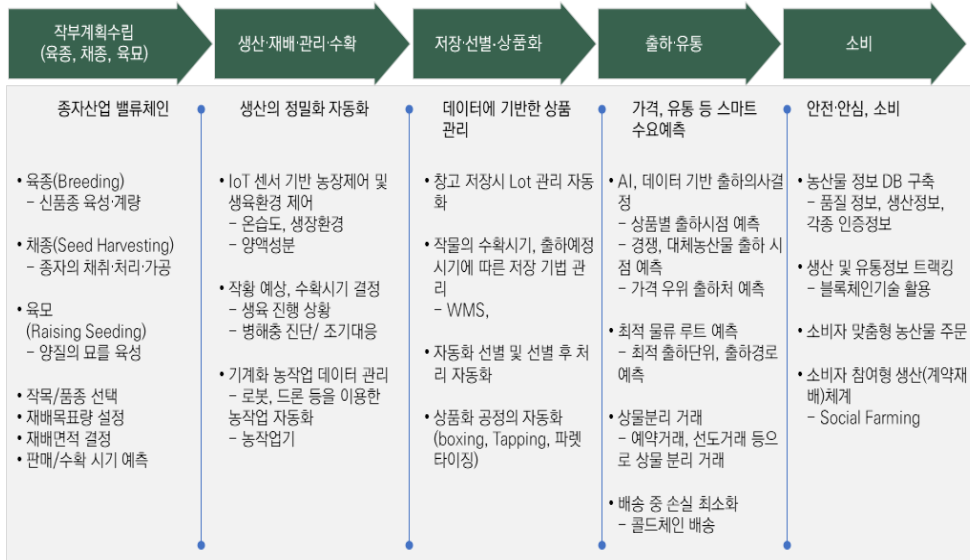 작부계획수립
(육종, 채종, 육묘)
생산·재배·관리·수확
저장·선별·상품화
출하·유통
소비
종자산업 밸류체인
• 육종(Breeding)
– 신품종 육성·계량
• 채종(Seed Harvesting)
– 종자의 채취·처리·가공
• 육모
(Raising Seeding)
– 양질의 묘를 육성
• 작목/품종 선택
• 재배목표량 설정
• 재배면적 결정
• 판매/수확 시기 예측
생산의 정밀화 자동화
• IoT 센서 기반 농장제어 및
생육환경 제어
– 온습도, 생장환경
– 양액성분
• 작황 예상, 수확시기 결정
– 생육 진행 상황
– 병해충 진단/ 조기대응
• 기계화 농작업 데이터 관리
– 로봇, 드론 등을 이용한
농작업 자동화
– 농작업기
데이터에 기반한 상품
관리
• 창고 저장시 Lot 관리 자동
화
• 작물의 수확시기, 출하예정
시기에 따른 저장 기법 관
리
– WMS,
• 자동화 선별 및 선별 후 처
리 자동화
• 상품화 공정의 자동화
(boxing, Tapping, 파렛
타이징)
가격, 유통 등 스마트
수요예측
• AI, 데이터 기반 출하의사결
정
– 상품별 출하시점 예측
– 경쟁, 대체농산물 출하 시
점 예측
– 가격 우위 출하처 예측
• 최적 물류 루트 예측
– 최적 출하단위, 출하경로
예측
• 상물분리 거래
– 예약거래, 선도거래 등으
로 상물 분리 거래
• 배송 중 손실 최소화
– 콜드체인 배송
안전·안심, 소비
• 농산물 정보 DB 구축
– 품질 정보, 생산정보,
각종 인증정보
• 생산 및 유통정보 트랙킹
– 블록체인기술 활용
• 소비자 맞춤형 농산물 주문
• 소비자 참여형 생산(계약재
배)체계
– Social Farming